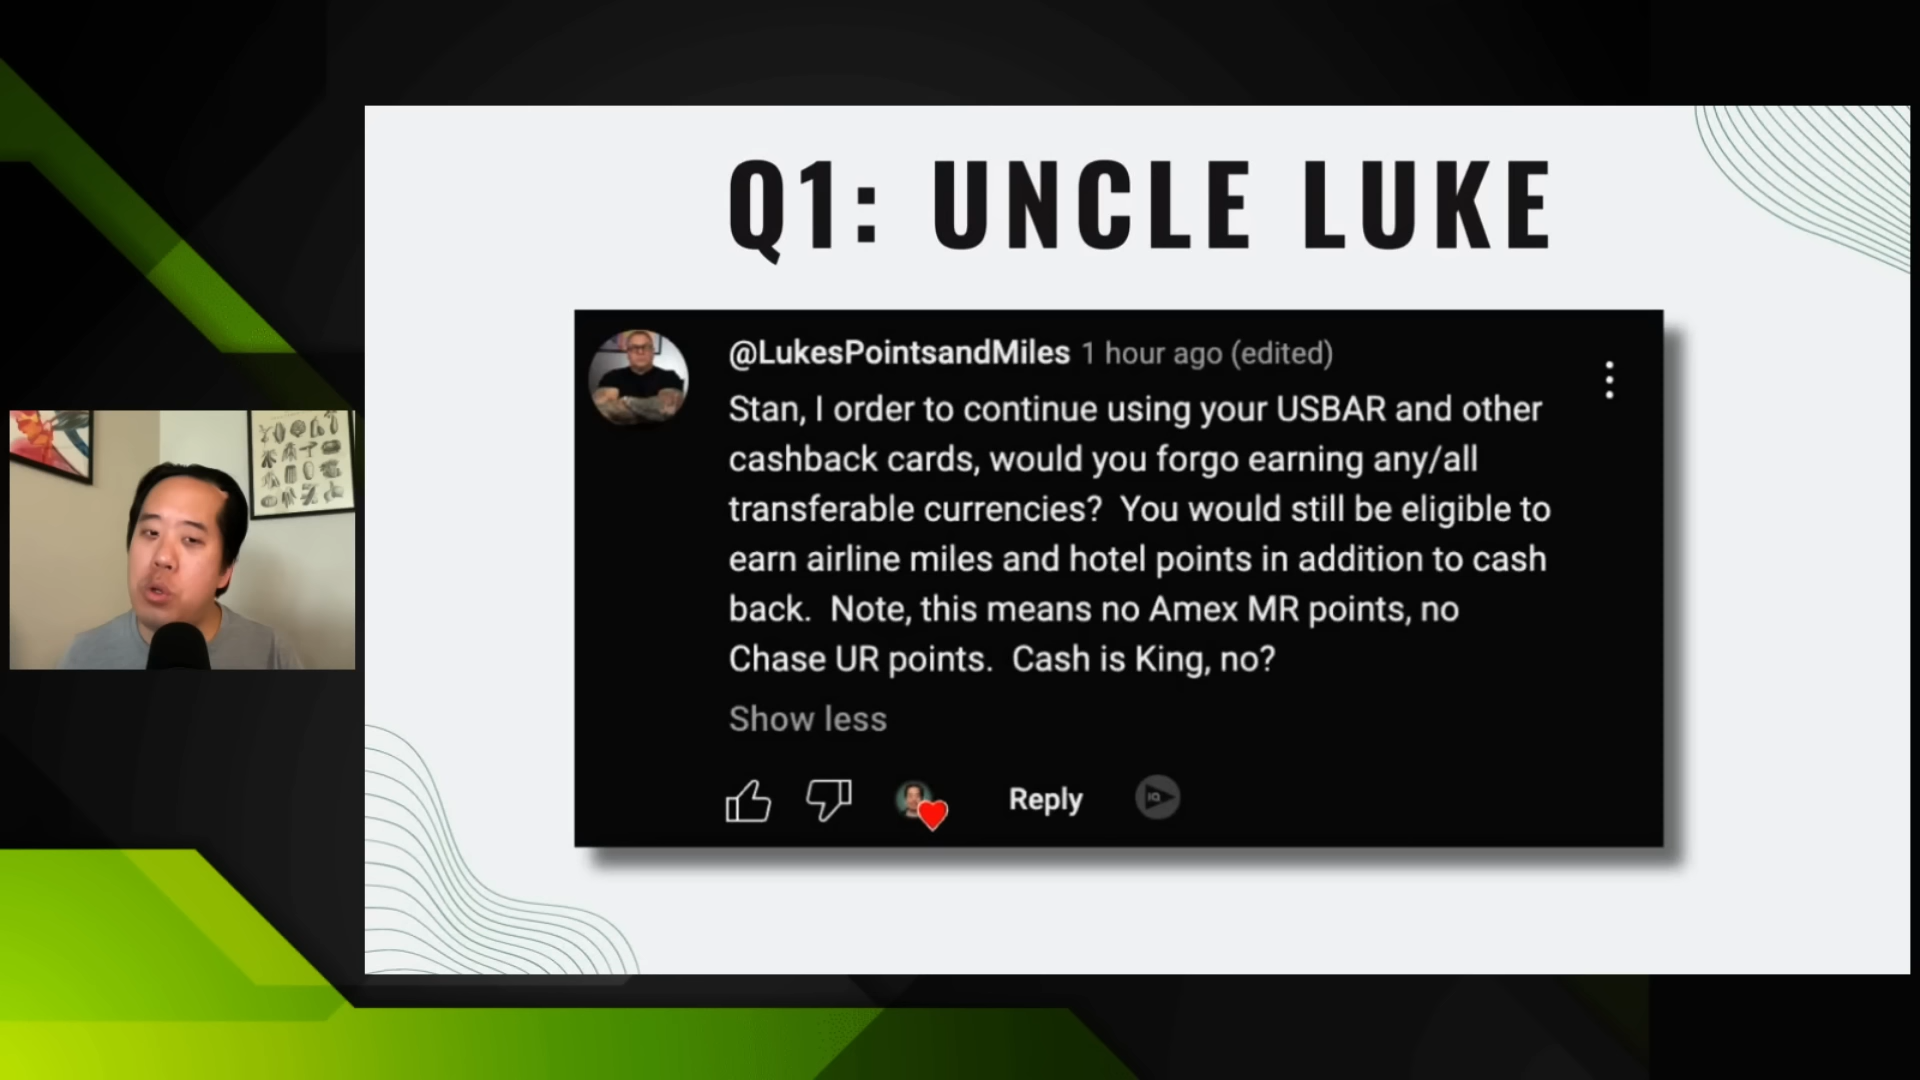 Q1: UNCLE LUKE
@LukesPointsandMiles 1 hour ago (edited)
Stan, I order to continue using your USBAR and other
cashback cards, would you forgo earning any/all
transferable currencies? You would still be eligible to
earn airline miles and hotel points in addition to cash
back. Note, this means no Amex MR points, no
Chase UR points. Cash is King, no?
Show less
Reply
IQ